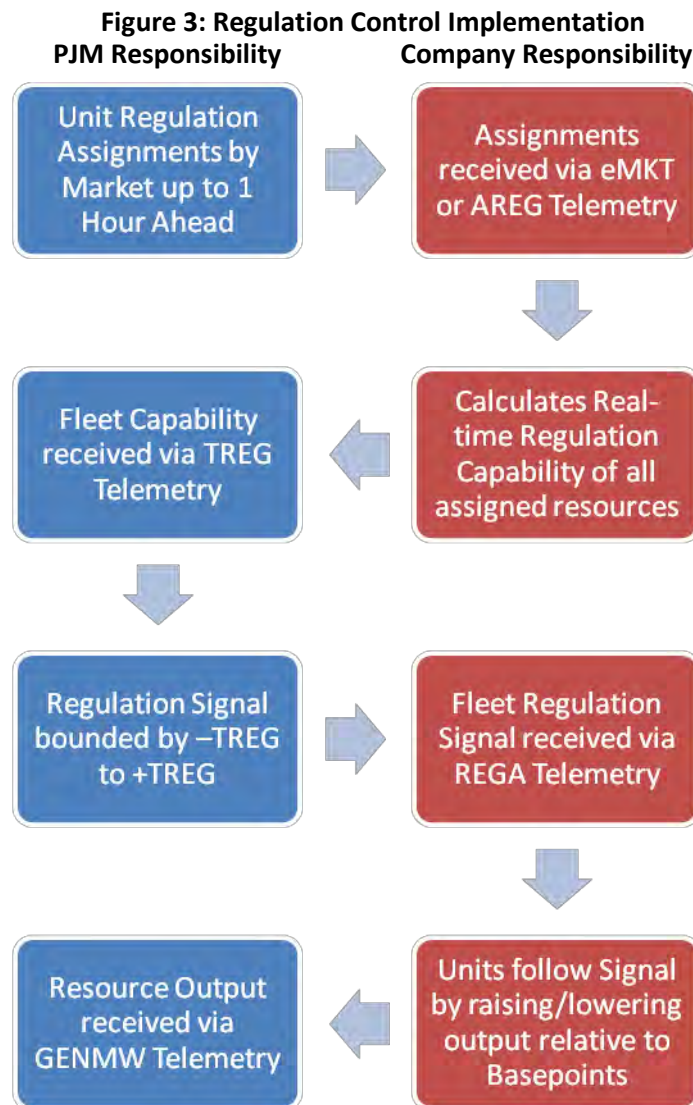 Figure 3: Regulation Control Implementation
PJM Responsibility
Company Responsibility
Unit Regulation
Assignments by
Market up to 1
Hour Ahead
Assignments
received via eMKT
or AREG Telemetry
Calculates Real-
time Regulation
Capability of all
assigned resources
Fleet Capability
received via TREG
Telemetry
Regulation Signal
bounded by –TREG
to +TREG
Fleet Regulation
Signal received via
REGA Telemetry
Units follow Signal
by raising/lowering
output relative to
Basepoints
Resource Output
received via
GENMW Telemetry